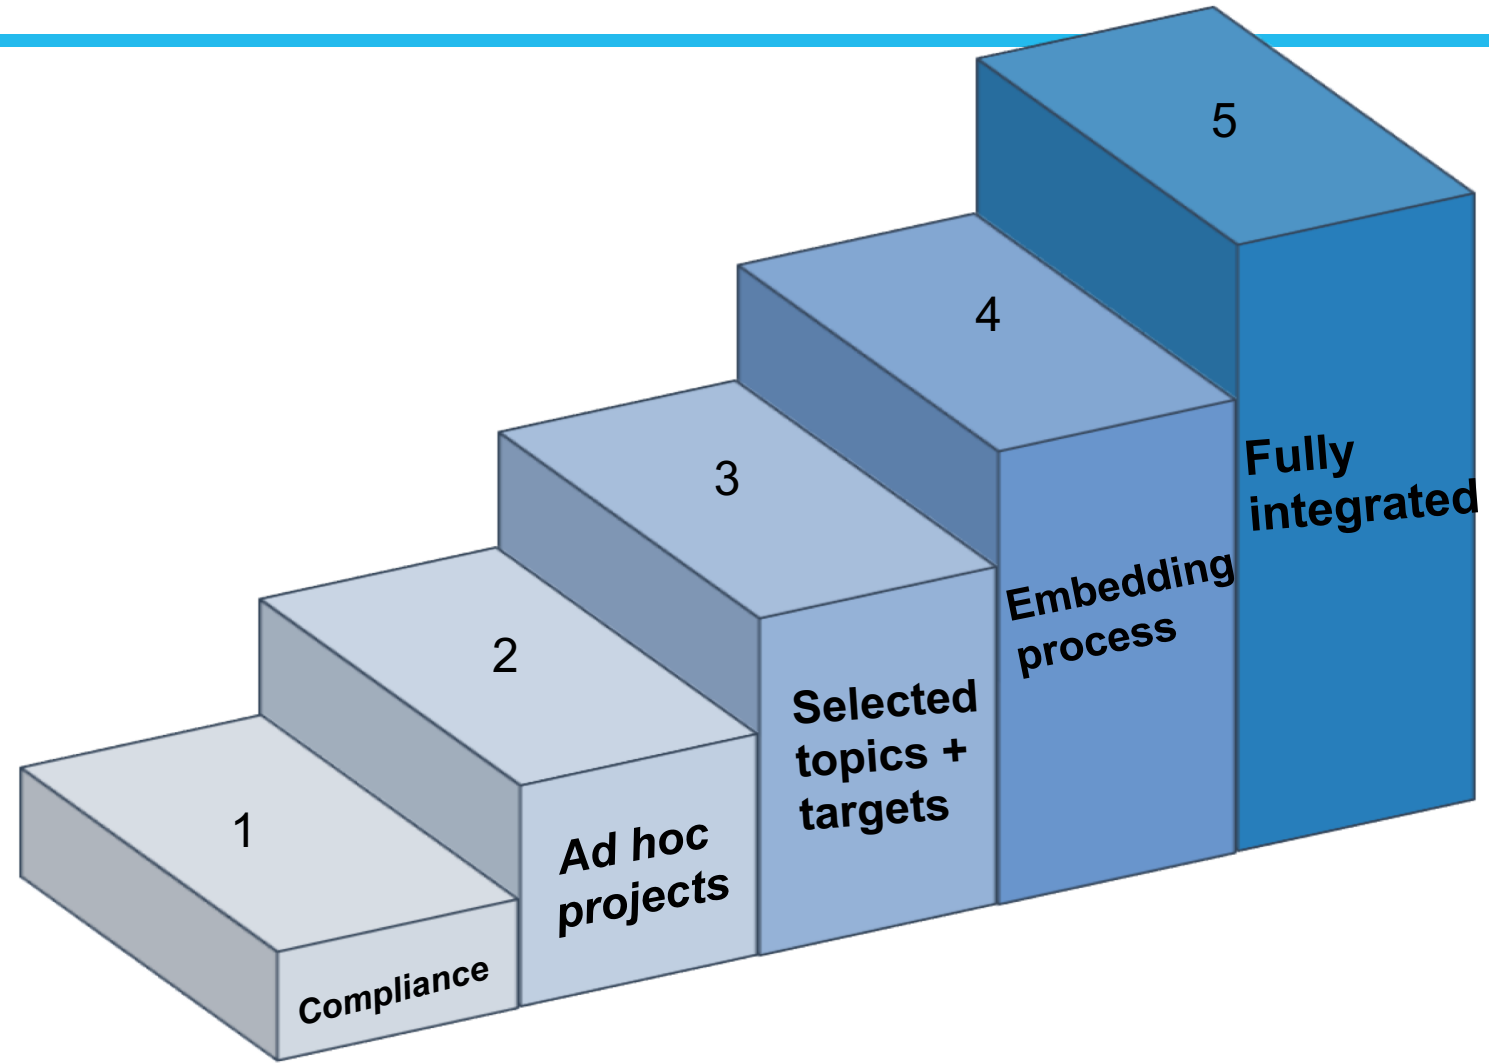 1
Compliance
2
Ad hoc
projects
3
Selected
topics +
targets
4
Embedding
process
5
Fully
integrated